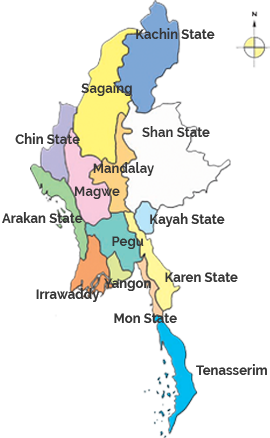 N
Kachin State
Sagaing
Chin State
Shan State
Mandalay
Magwe
Arakan State
Kayah State
Pegu
Karen State
Irrawaddy
Yangon
Mon State
Tenasserim